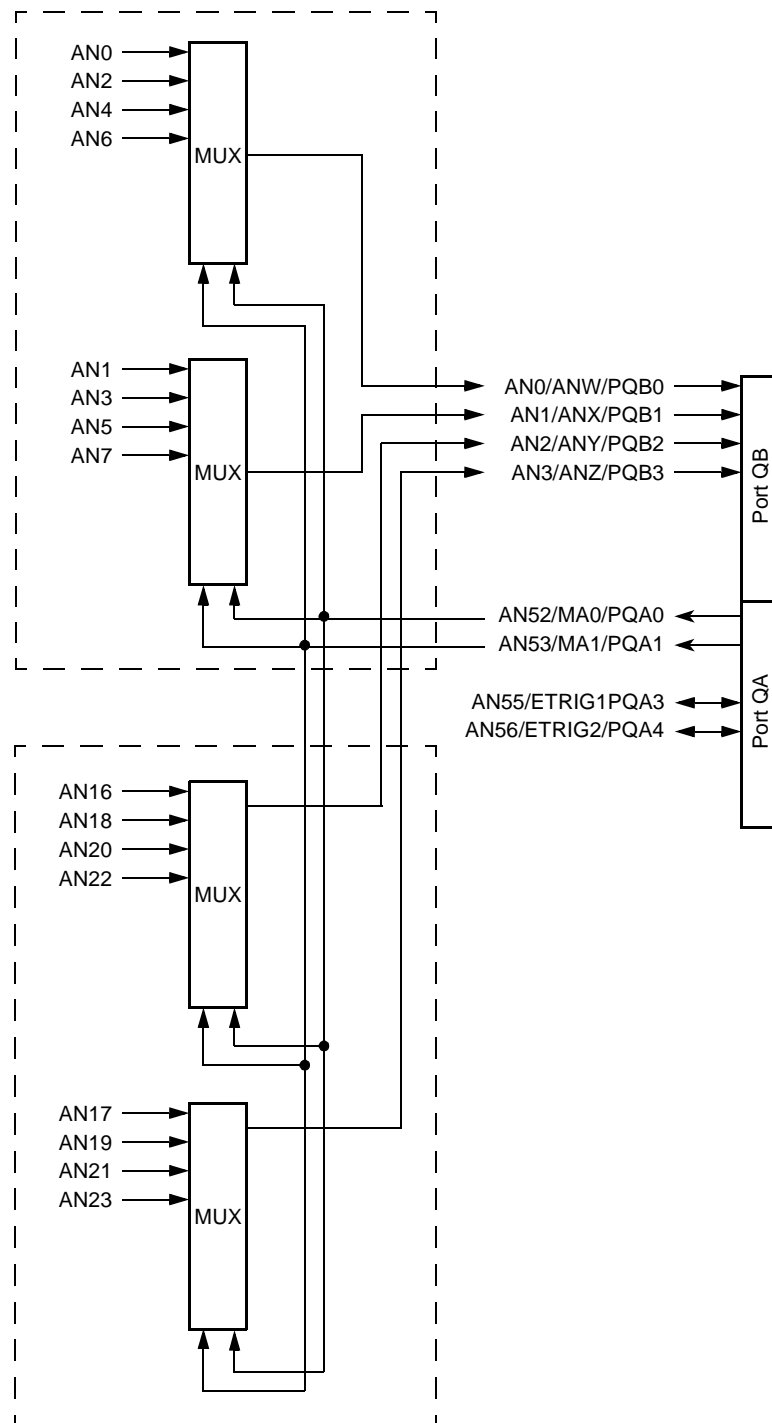 AN0
AN2
AN4
AN6
MUX
AN1
AN3
AN5
AN7
MUX
AN0/ANW/PQB0
AN1/ANX/PQB1
AN2/ANY/PQB2
AN3/ANZ/PQB3
Port QB
AN52/MA0/PQA0
AN53/MA1/PQA1
AN55/ETRIG1PQA3
AN56/ETRIG2/PQA4
Port QA
AN16
AN18
AN20
AN22
MUX
AN17
AN19
AN21
AN23
MUX